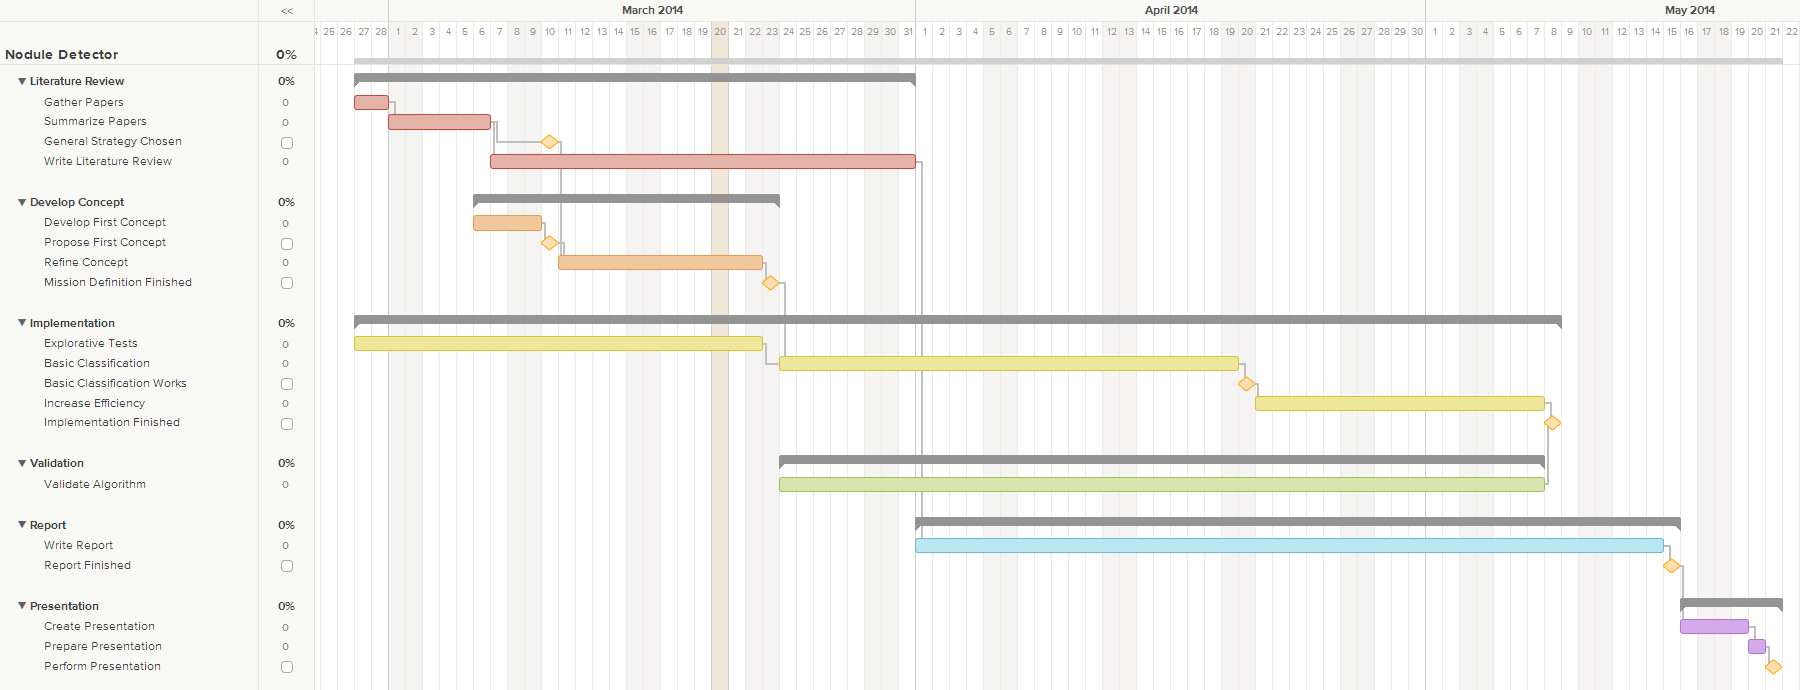 << March 2014 April 2014 May 2014
4 25 26 27 28 1 2 3 4 5 6 7 8 9 10 11 12 13 14 15 16 17 18 19 20 21 22 23 24 25 26 27 28 29 30 31 1 2 3 4 5 6 7 8 9 10 11 12 13 14 15 16 17 18 19 20 21 22 23 24 25 26 27 28 29 30 1 2 3 4 5 6 7 8 9 10 11 12 13 14 15 16 17 18 19 20 21 22
Nodule Detector 0%
▼ Literature Review 0%
Gather Papers 0
Summarize Papers 0
General Strategy Chosen
Write Literature Review 0
▼ Develop Concept 0%
Develop First Concept 0
Propose First Concept
Refine Concept 0
Mission Definition Finished
▼ Implementation 0%
Explorative Tests 0
Basic Classification 0
Basic Classification Works
Increase Efficiency 0
Implementation Finished
▼ Validation 0%
Validate Algorithm 0
▼ Report 0%
Write Report 0
Report Finished
▼ Presentation 0%
Create Presentation 0
Prepare Presentation 0
Perform Presentation